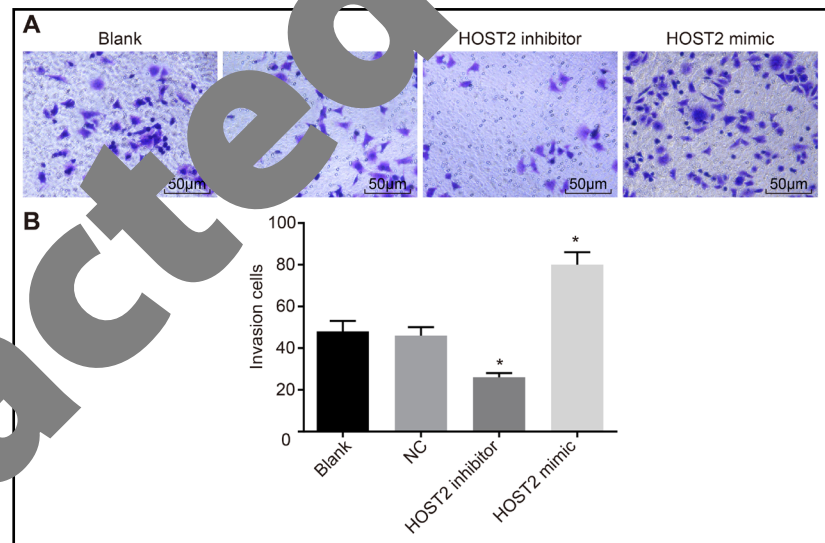 A
Blank HOST2 inhibitor HOST2 mimic
50μm 50μm 50μm 50μm
B
Invasion cells
100
80
60
40
20
0
* *
Blank NC HOST2 inhibitor HOST2 mimic
acted